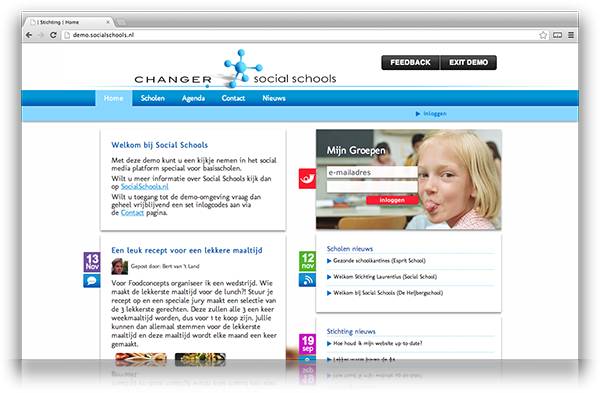 | Stichting | Home
demo.socialschools.nl
CHANGER social schools
FEEDBACK EXIT DEMO
Home Scholen Agenda Contact Nieuws
Inloggen
Welkom bij Social Schools
Met deze demo kunt u een kijkje nemen in het social
media platform speciaal voor basisscholen.
Wilt u meer informatie over Social Schools kijk dan
op SocialSchools.nl
Wilt u toegang tot de demo-omgeving vraag dan
geheel vrijblijvend een set inlogcodes aan via
de Contact pagina.
Mijn Groepen
e-mailadres
inloggen
13
Nov
Een leuk recept voor een lekkere maaltijd
Gepost door: Bert van 't Land
Voor Foodconcepts organiseer ik een wedstrijd. Wie
maakt de lekkerste maaltijd voor de lunch?! Stuur je
recept op en een speciale jury maakt een selectie van
de 3 lekkerste gerechten. Deze zullen alle 3 een keer
weekmaaltijd worden, dus voor 1 te koop zijn. Jullie
kunnen dan allemaal stemmen voor de lekkerste
maaltijd en deze maaltijd wordt elke maand een keer
gemaakt.
12
nov
Scholen nieuws
Gezonde schoolkantines (Esprit School)
Welkom Stichting Laurentius (Social School)
Welkom bij Social Schools (De Heijbergschool)
19
sep
Stichting nieuws
Hoe houd ik mijn website up-to-date?